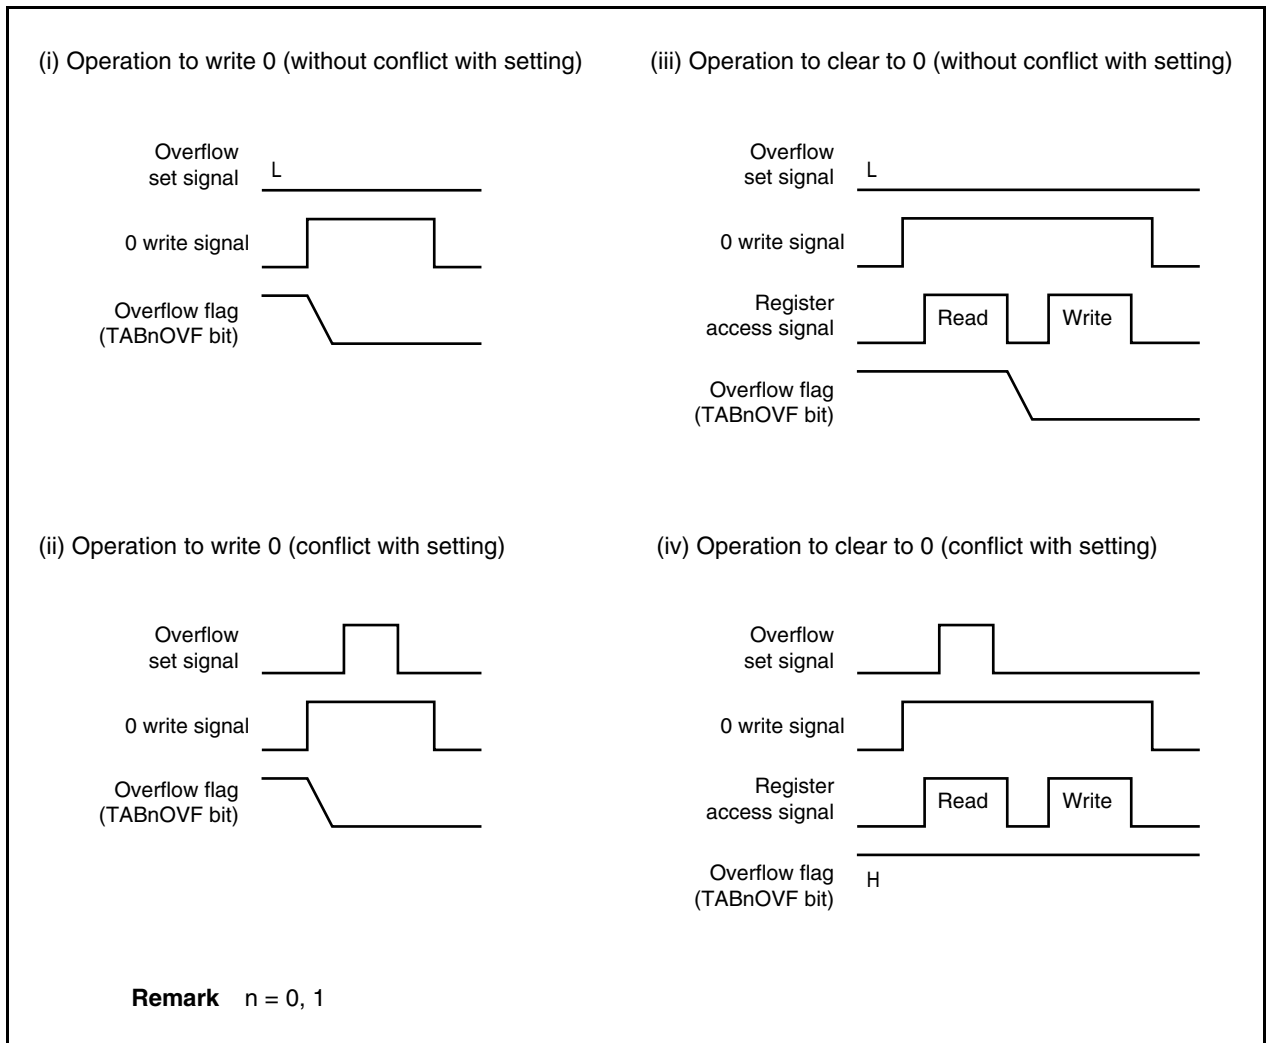 (i) Operation to write 0 (without conflict with setting)
Overflow
set signal
L
0 write signal
Overflow flag
(TABnOVF bit)
(iii) Operation to clear to 0 (without conflict with setting)
Overflow
set signal
L
0 write signal
Register
access signal
Read
Write
Overflow flag
(TABnOVF bit)
(ii) Operation to write 0 (conflict with setting)
Overflow
set signal
0 write signal
Overflow flag
(TABnOVF bit)
(iv) Operation to clear to 0 (conflict with setting)
Overflow
set signal
0 write signal
Register
access signal
Read
Write
Overflow flag
(TABnOVF bit)
H
Remark n = 0, 1